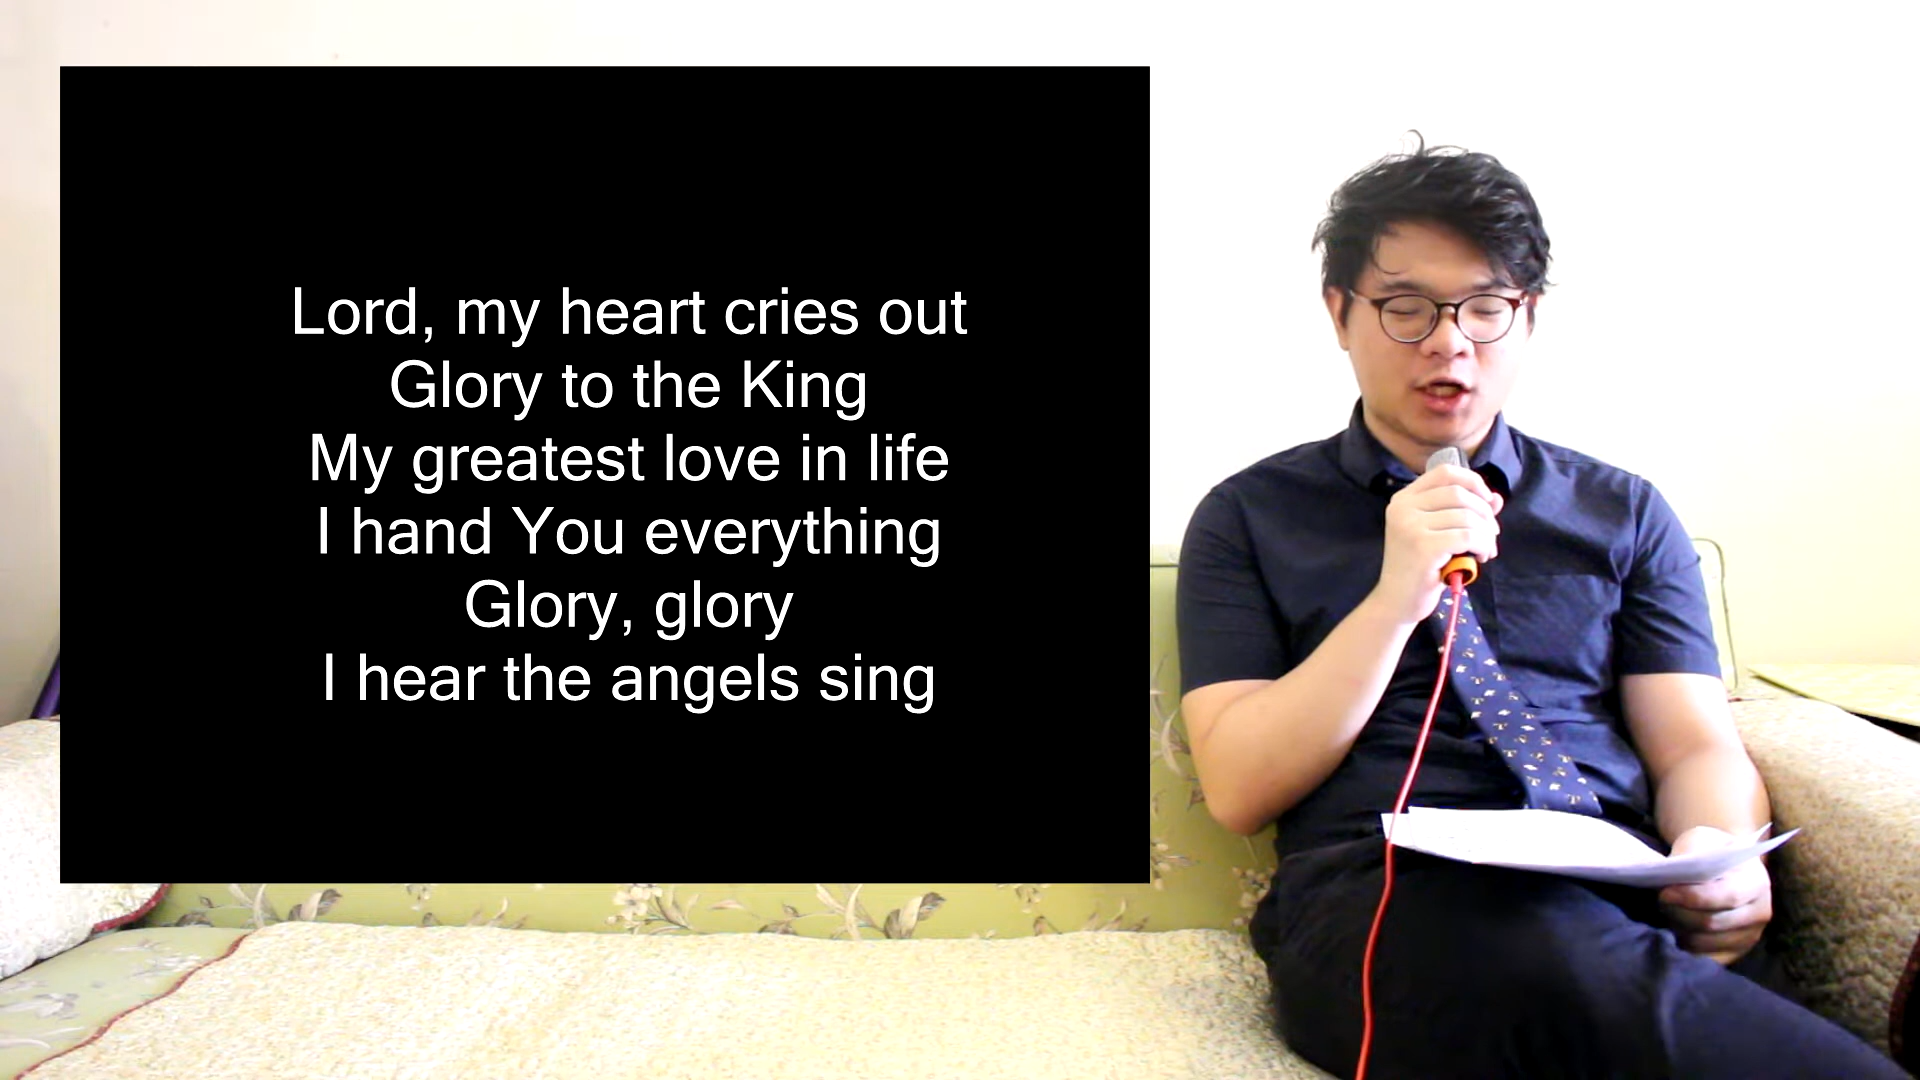 Lord, my heart cries out
Glory to the King
My greatest love in life
I hand You everything
Glory, glory
I hear the angels sing